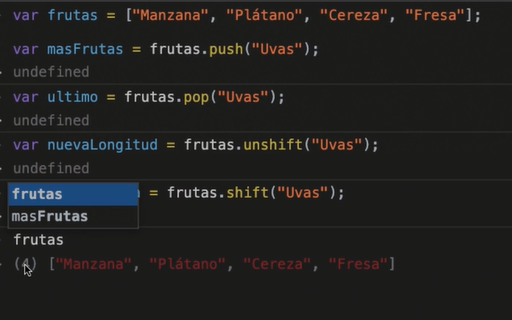 var frutas = ["Manzana", "Plátano", "Cereza", "Fresa"];
var masFrutas = frutas.push("Uvas");
undefined
var ultimo = frutas.pop("Uvas");
undefined
var nuevaLongitud = frutas.unshift("Uvas");
undefined
= frutas.shift("Uvas");
frutas
masFrutas
frutas
(4) ["Manzana", "Plátano", "Cereza", "Fresa"]